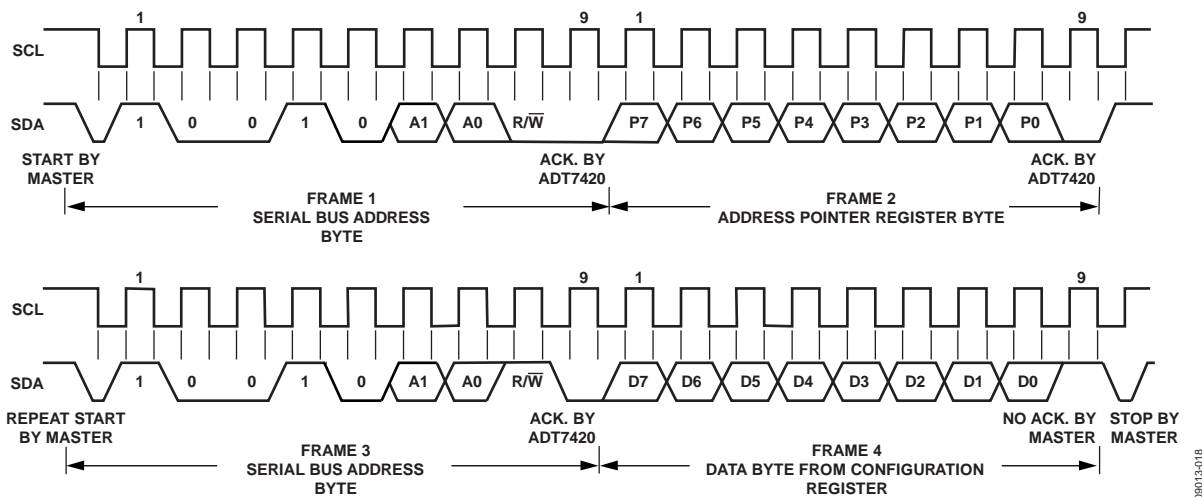 1 9 1 9
SCL
SDA 1 0 0 1 0 A1 A0 R/W̅ P7 P6 P5 P4 P3 P2 P1 P0
START BY
MASTER
ACK. BY
ADT7420
ACK. BY
ADT7420
FRAME 1
SERIAL BUS ADDRESS
BYTE
FRAME 2
ADDRESS POINTER REGISTER BYTE
1 9 1 9
SCL
SDA 1 0 0 1 0 A1 A0 R/W̅ D7 D6 D5 D4 D3 D2 D1 D0
REPEAT START
BY MASTER
ACK. BY
ADT7420
NO ACK. BY
MASTER
STOP BY
MASTER
FRAME 3
SERIAL BUS ADDRESS
BYTE
FRAME 4
DATA BYTE FROM CONFIGURATION
REGISTER
09013-018